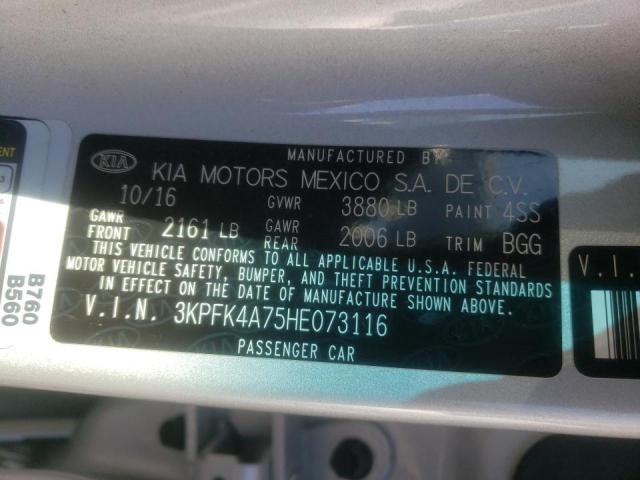 MANUFACTURED BY
KIA KIA MOTORS MEXICO S.A. DE C.V.
10/16 GVWR 3880 LB PAINT 4SS
GAWR FRONT 2161 LB GAWR REAR 2006 LB TRIM BGG
THIS VEHICLE CONFORMS TO ALL APPLICABLE U.S.A. FEDERAL
MOTOR VEHICLE SAFETY, BUMPER, AND THEFT PREVENTION STANDARDS
IN EFFECT ON THE DATE OF MANUFACTURE SHOWN ABOVE.
V.I.N. 3KPFK4A75HE073116
PASSENGER CAR
B760
B560
V.I.